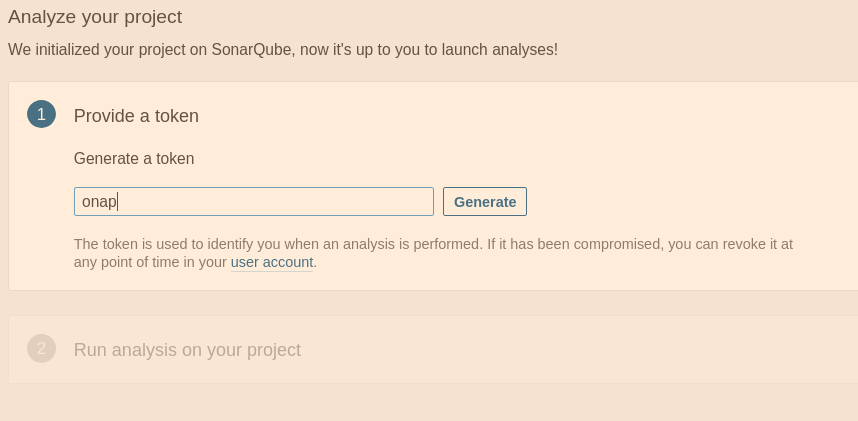 Analyze your project
We initialized your project on SonarQube, now it's up to you to launch analyses!
1 Provide a token
Generate a token
onap Generate
The token is used to identify you when an analysis is performed. If it has been compromised, you can revoke it at
any point of time in your user account.
2 Run analysis on your project